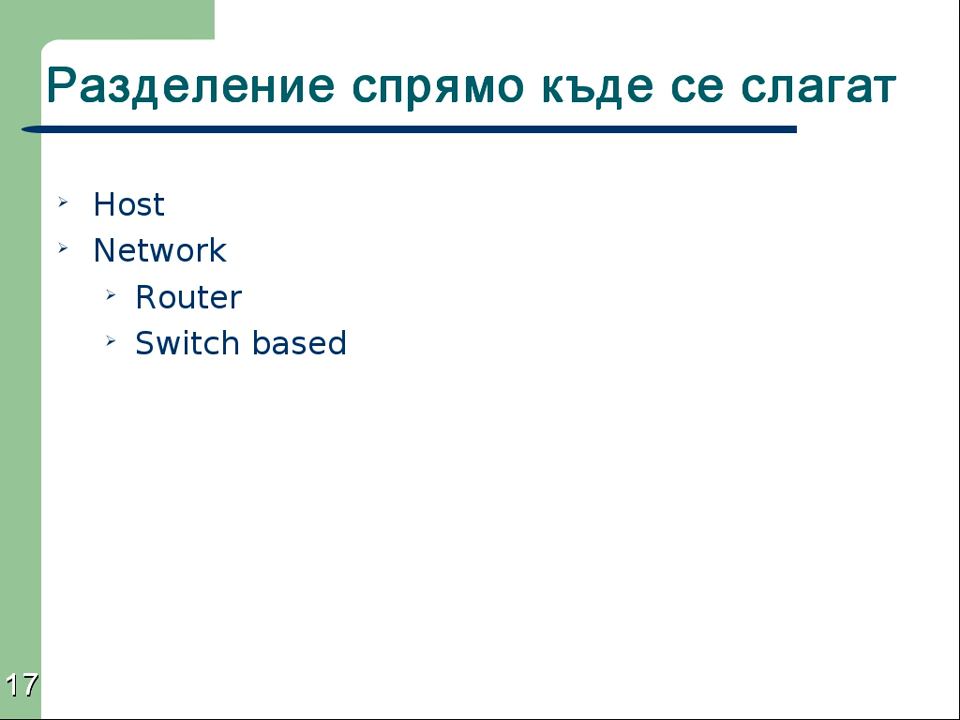 Разделение спрямо къде се слагат
Host
Network
Router
Switch based
17